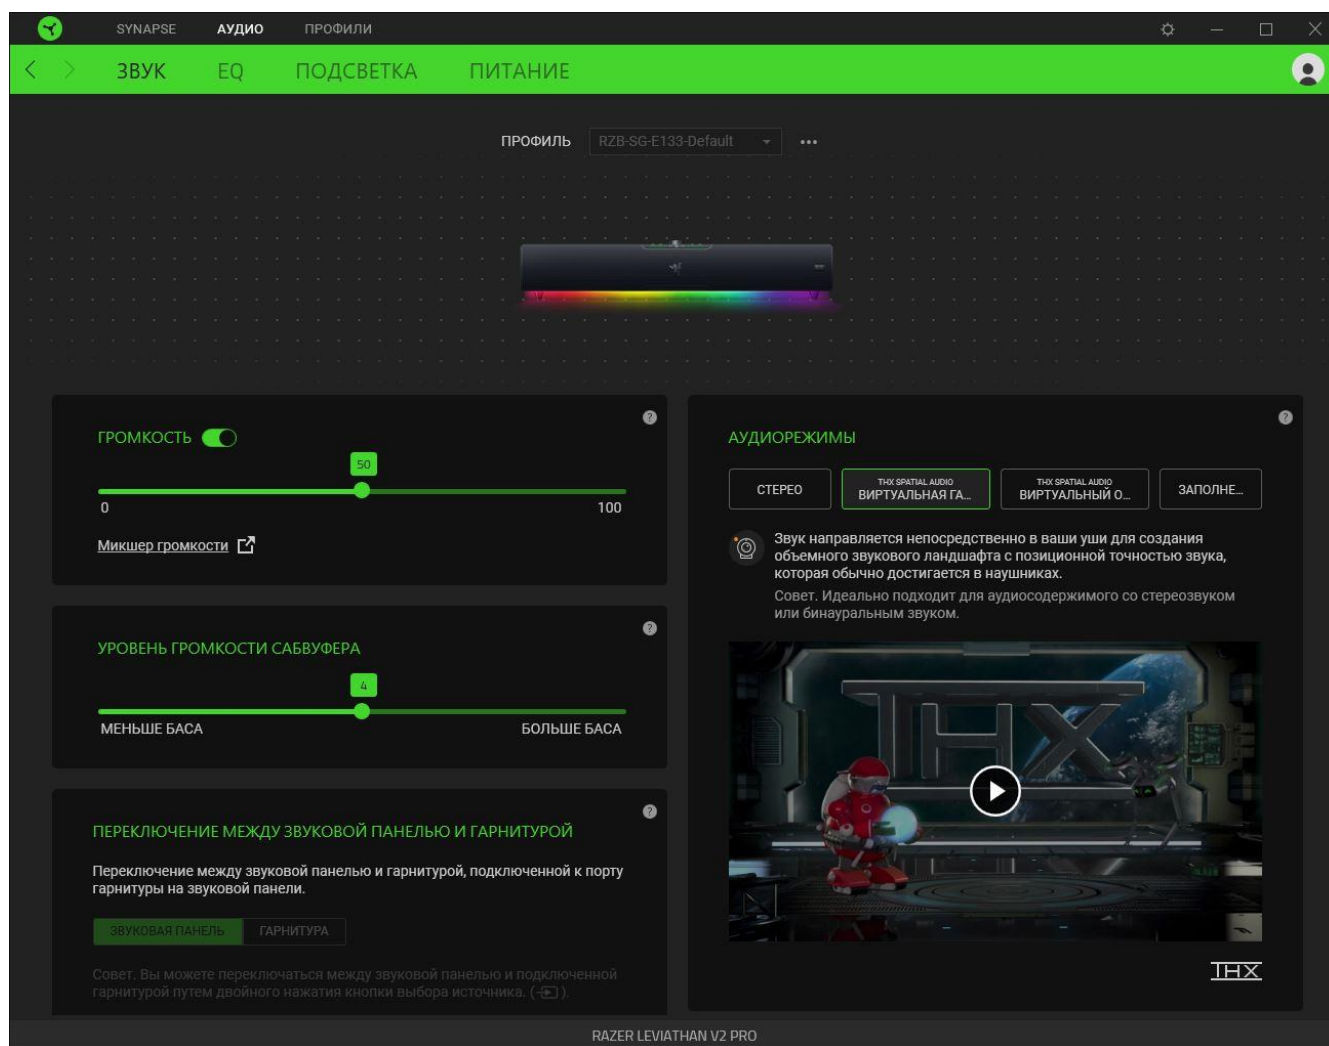 SYNAPSE АУДИО ПРОФИЛИ
ЗВУК EQ ПОДСВЕТКА ПИТАНИЕ
ПРОФИЛЬ RZB-SG-E133-Default
ГРОМКОСТЬ
50
0 100
Микшер громкости
УРОВЕНЬ ГРОМКОСТИ САБВУФЕРА
4
МЕНЬШЕ БАСА БОЛЬШЕ БАСА
ПЕРЕКЛЮЧЕНИЕ МЕЖДУ ЗВУКОВОЙ ПАНЕЛЬЮ И ГАРНИТУРОЙ
Переключение между звуковой панелью и гарнитурой, подключенной к порту
гарнитуры на звуковой панели.
ЗВУКОВАЯ ПАНЕЛЬ ГАРНИТУРА
Совет. Вы можете переключаться между звуковой панелью и подключенной
гарнитурой путем двойного нажатия кнопки выбора источника. ( ).
АУДИОРЕЖИМЫ
СТЕРЕО
THX SPATIAL AUDIO
ВИРТУАЛЬНАЯ ГА...
THX SPATIAL AUDIO
ВИРТУАЛЬНЫЙ О...
ЗАПОЛНЕ...
Звук направляется непосредственно в ваши уши для создания
объемного звукового ландшафта с позиционной точностью звука,
которая обычно достигается в наушниках.
Совет. Идеально подходит для аудиосодержимого со стереозвуком
или бинауральным звуком.
THX
THX
RAZER LEVIATHAN V2 PRO